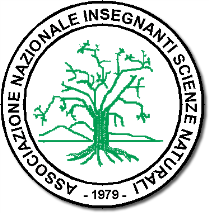 ASSOCIAZIONE NAZIONALE INSEGNANTI SCIENZE NATURALI
- 1979 -